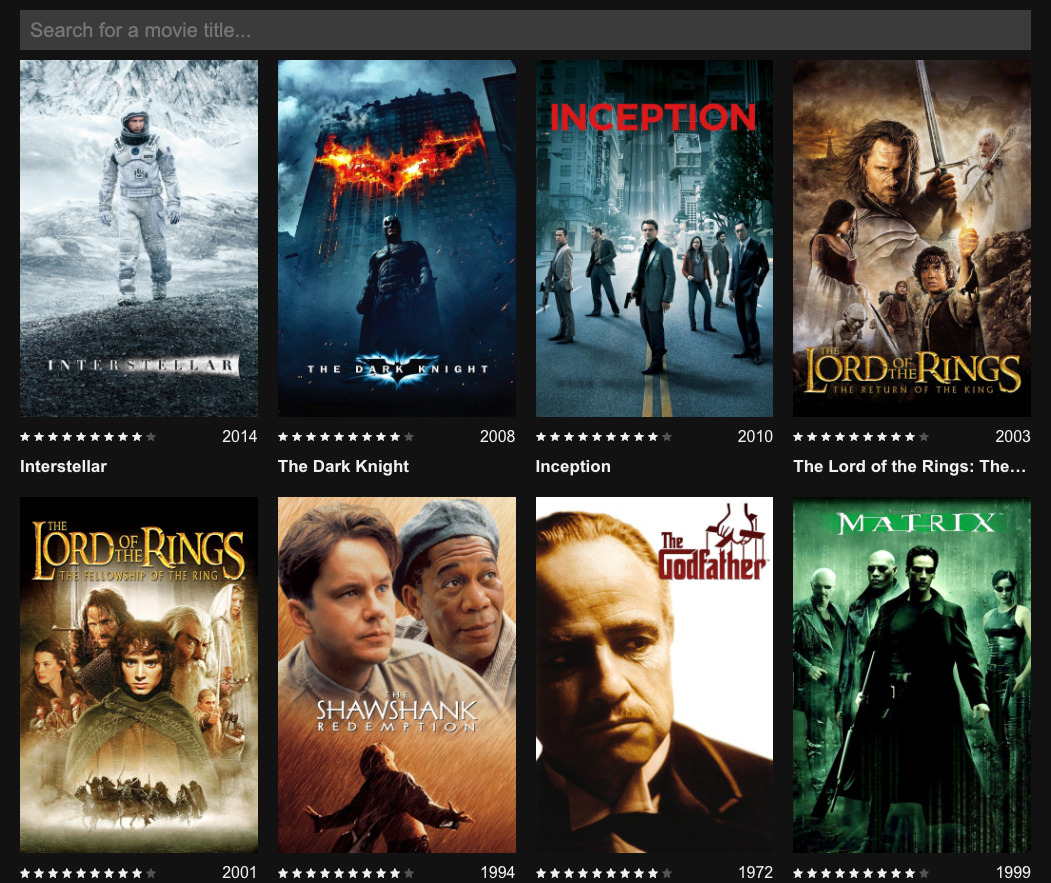 Search for a movie title...
INTERSTELLAR
THE DARK KNIGHT
INCEPTION
THE
LORD OF
THE RINGS
THE RETURN OF THE KING
2014
2008
2010
2003
Interstellar
The Dark Knight
Inception
The Lord of the Rings: The…
THE
LORD OF
THE RINGS
THE FELLOWSHIP OF THE RING
THE
SHAWSHANK
REDEMPTION
The
Godfather
MATRIX
2001
1994
1972
1999